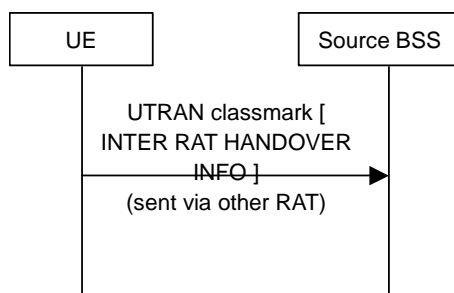 UE
Source BSS
UTRAN classmark [
INTER RAT HANDOVER
INFO ]
(sent via other RAT)